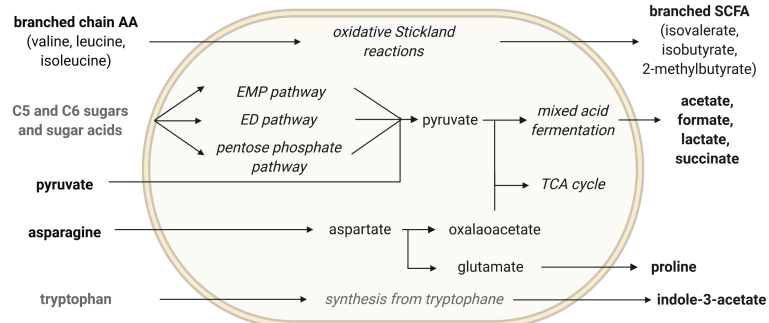 branched chain AA
(valine, leucine,
isoleucine)
oxidative Stickland
reactions
branched SCFA
(isovalerate,
isobutyrate,
2-methylbutyrate)
C5 and C6 sugars
and sugar acids
EMP pathway
ED pathway
pentose phosphate
pathway
pyruvate
mixed acid
fermentation
acetate,
formate,
lactate,
succinate
pyruvate
TCA cycle
asparagine
aspartate
oxalaoacetate
glutamate
proline
tryptophan
synthesis from tryptophane
indole-3-acetate